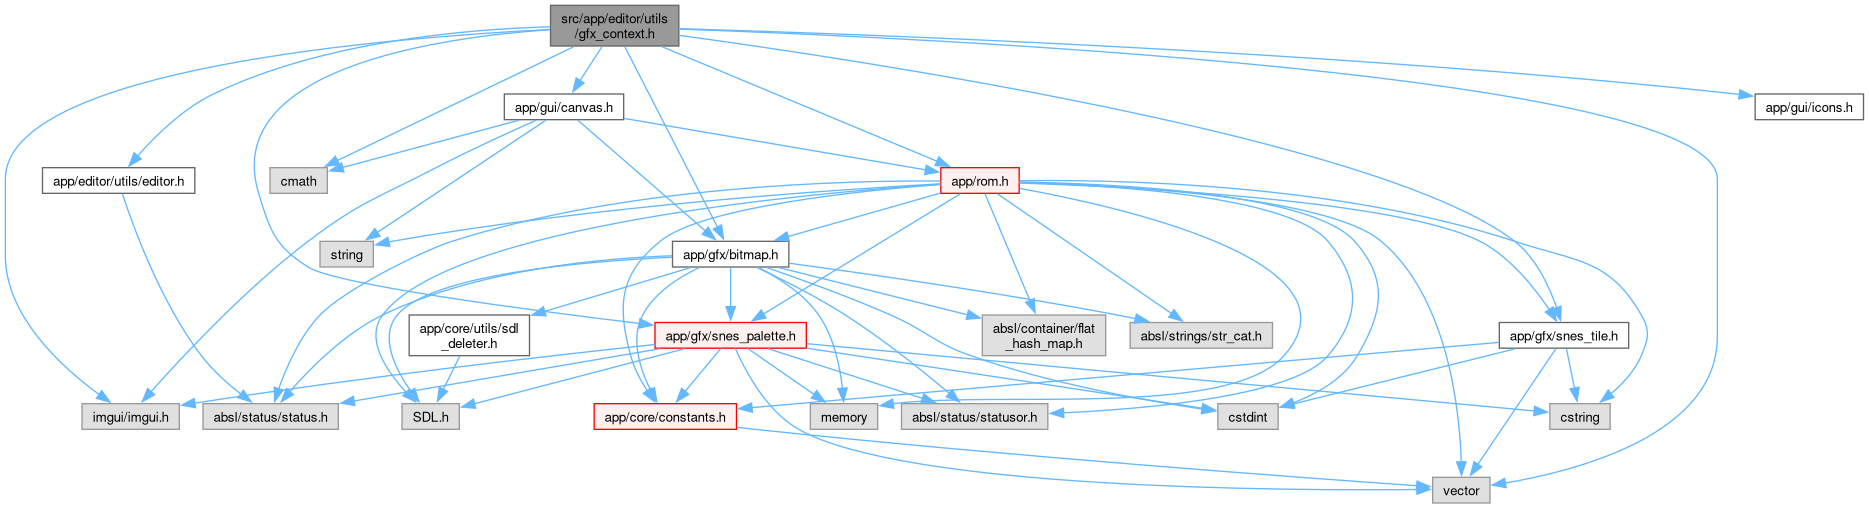 src/app/editor/utils
/gfx_context.h
app/gui/canvas.h
app/gui/icons.h
app/editor/utils/editor.h
cmath
app/rom.h
string
app/gfx/bitmap.h
app/core/utils/sdl
_deleter.h
app/gfx/snes_palette.h
absl/container/flat
_hash_map.h
absl/strings/str_cat.h
app/gfx/snes_tile.h
imgui/imgui.h
absl/status/status.h
SDL.h
app/core/constants.h
memory
absl/status/statusor.h
cstdint
cstring
vector